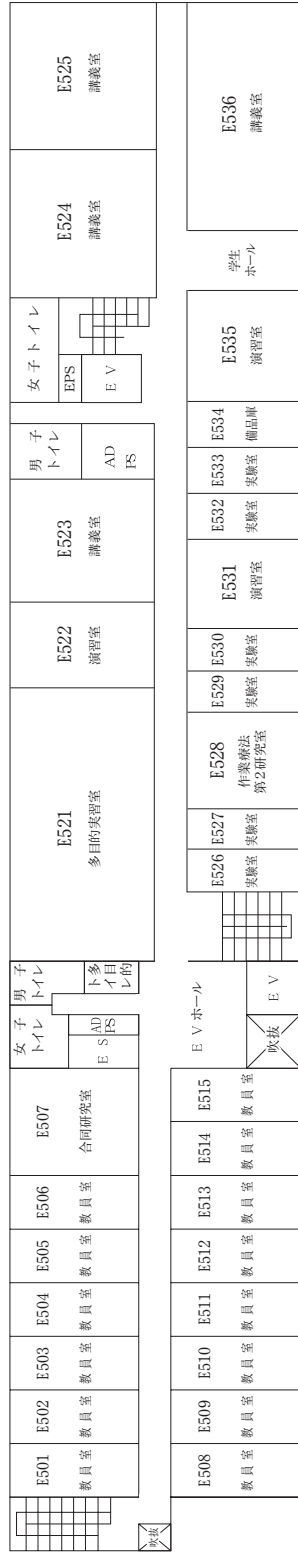 E501
教員室
E502
教員室
E503
教員室
E504
教員室
E505
教員室
E506
教員室
E507
合同研究室
女子
トイレ
E S
AD
PS
男子
トイレ
多目的
トイレ
E521
多目的実習室
E522
演習室
E523
講義室
男子
トイレ
AD
PS
女子トイレ
EPS
E V
E524
講義室
E525
講義室
吹抜
E508
教員室
E509
教員室
E510
教員室
E511
教員室
E512
教員室
E513
教員室
E514
教員室
E515
教員室
E Vホール
吹抜
E V
E526
実験室
E527
実験室
E528
作業療法
第2研究室
E529
実験室
E530
実験室
E531
演習室
E532
実験室
E533
実験室
E534
備品庫
E535
演習室
学生
ホール
E536
講義室